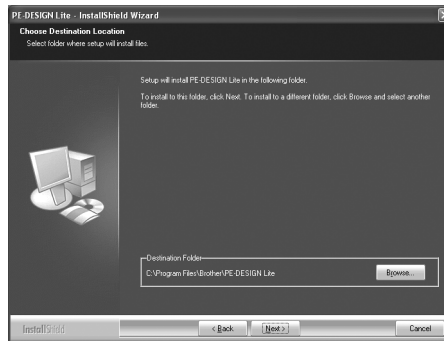 PE-DESIGN Lite - InstallShield Wizard
Choose Destination Location
Select folder where setup will install files.
Setup will install PE-DESIGN Lite in the following folder.
To install to this folder, click Next. To install to a different folder, click Browse and select another
folder.
Destination Folder
C:\Program Files\Brother\PE-DESIGN Lite
Browse...
InstallShield
< Back
Next >
Cancel